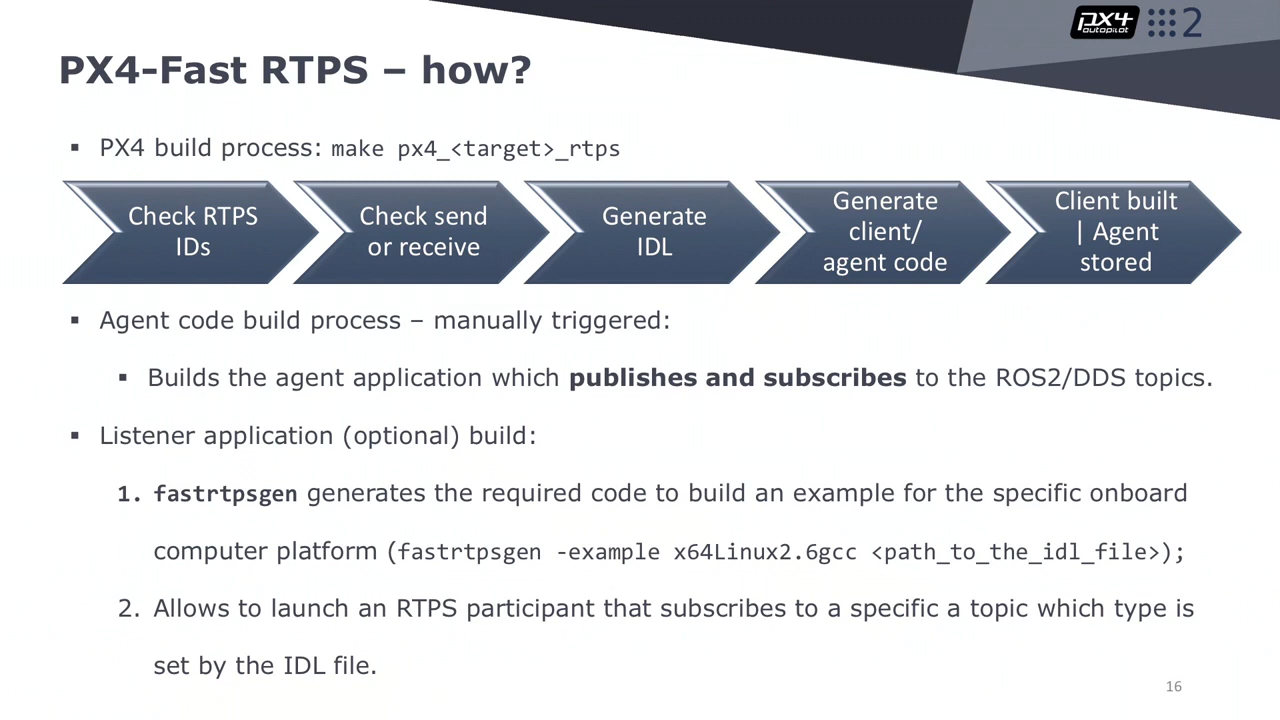 px4
autopilot
2
PX4-Fast RTPS – how?
▪ PX4 build process: make px4_<target>_rtps
Check RTPS
IDs
Check send
or receive
Generate
IDL
Generate
client/
agent code
Client built
| Agent
stored
▪ Agent code build process – manually triggered:
▪ Builds the agent application which publishes and subscribes to the ROS2/DDS topics.
▪ Listener application (optional) build:
1. fastrtpsgen generates the required code to build an example for the specific onboard
computer platform (fastrtpsgen -example x64Linux2.6gcc <path_to_the_idl_file>);
2. Allows to launch an RTPS participant that subscribes to a specific a topic which type is
set by the IDL file.
16